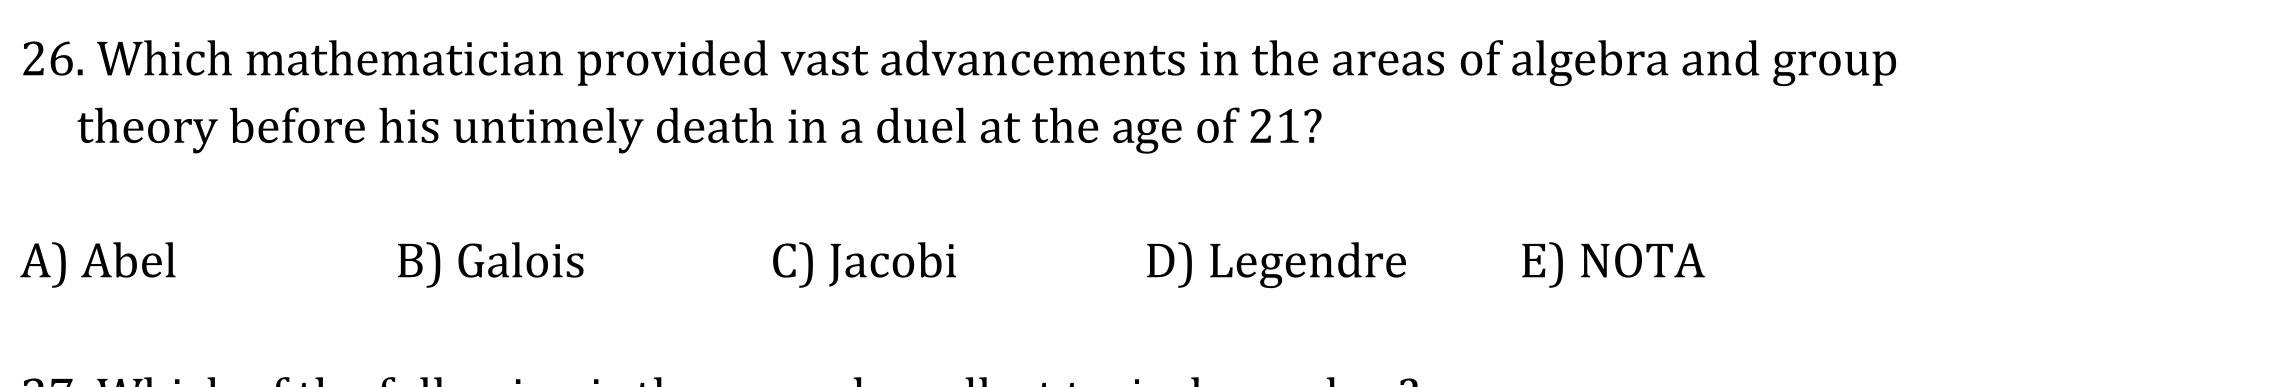 26. Which mathematician provided vast advancements in the areas of algebra and group
theory before his untimely death in a duel at the age of 21?
A) Abel B) Galois C) Jacobi D) Legendre E) NOTA